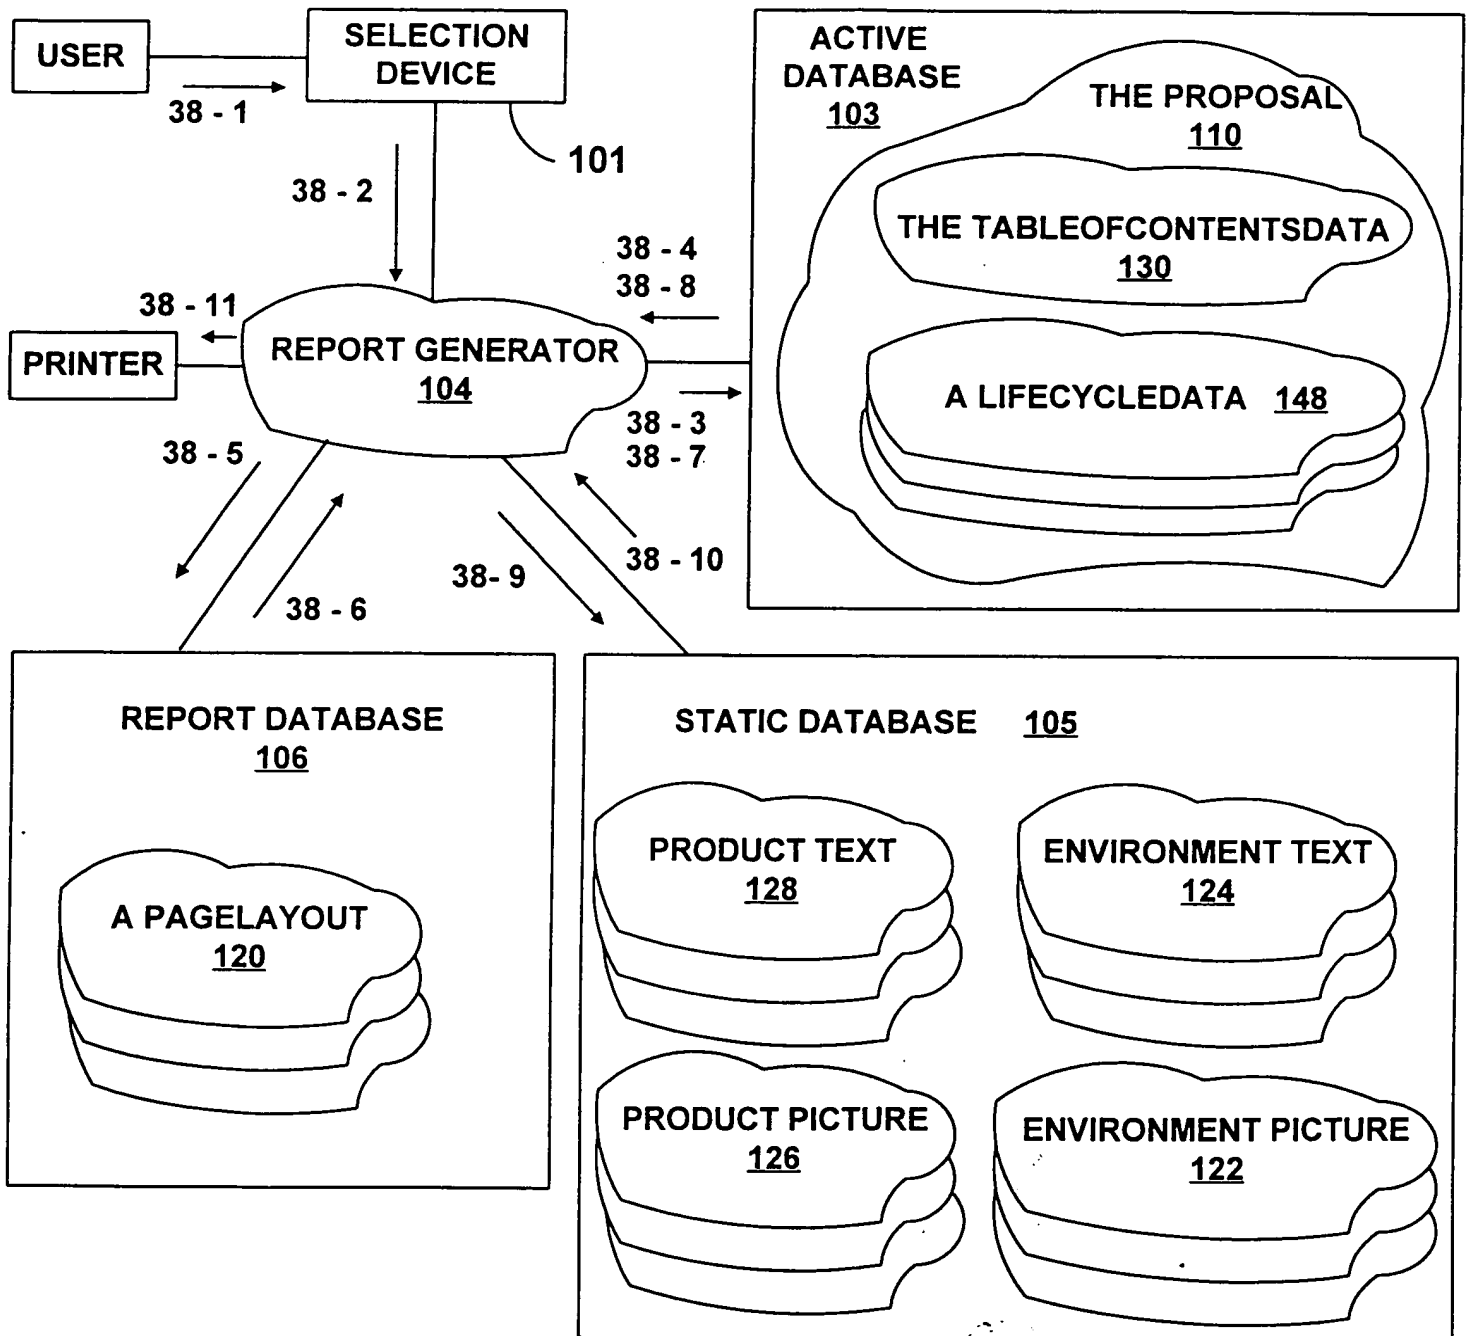 USER
SELECTION
DEVICE
38 - 1
101
38 - 2
ACTIVE
DATABASE
103
THE PROPOSAL
110
THE TABLEOFCONTENTSDATA
130
A LIFECYCLEDATA 148
38 - 4
38 - 8
38 - 11
PRINTER
REPORT GENERATOR
104
38 - 3
38 - 7
38 - 5
38 - 6
38- 9
38 - 10
REPORT DATABASE
106
A PAGELAYOUT
120
STATIC DATABASE 105
PRODUCT TEXT
128
ENVIRONMENT TEXT
124
PRODUCT PICTURE
126
ENVIRONMENT PICTURE
122